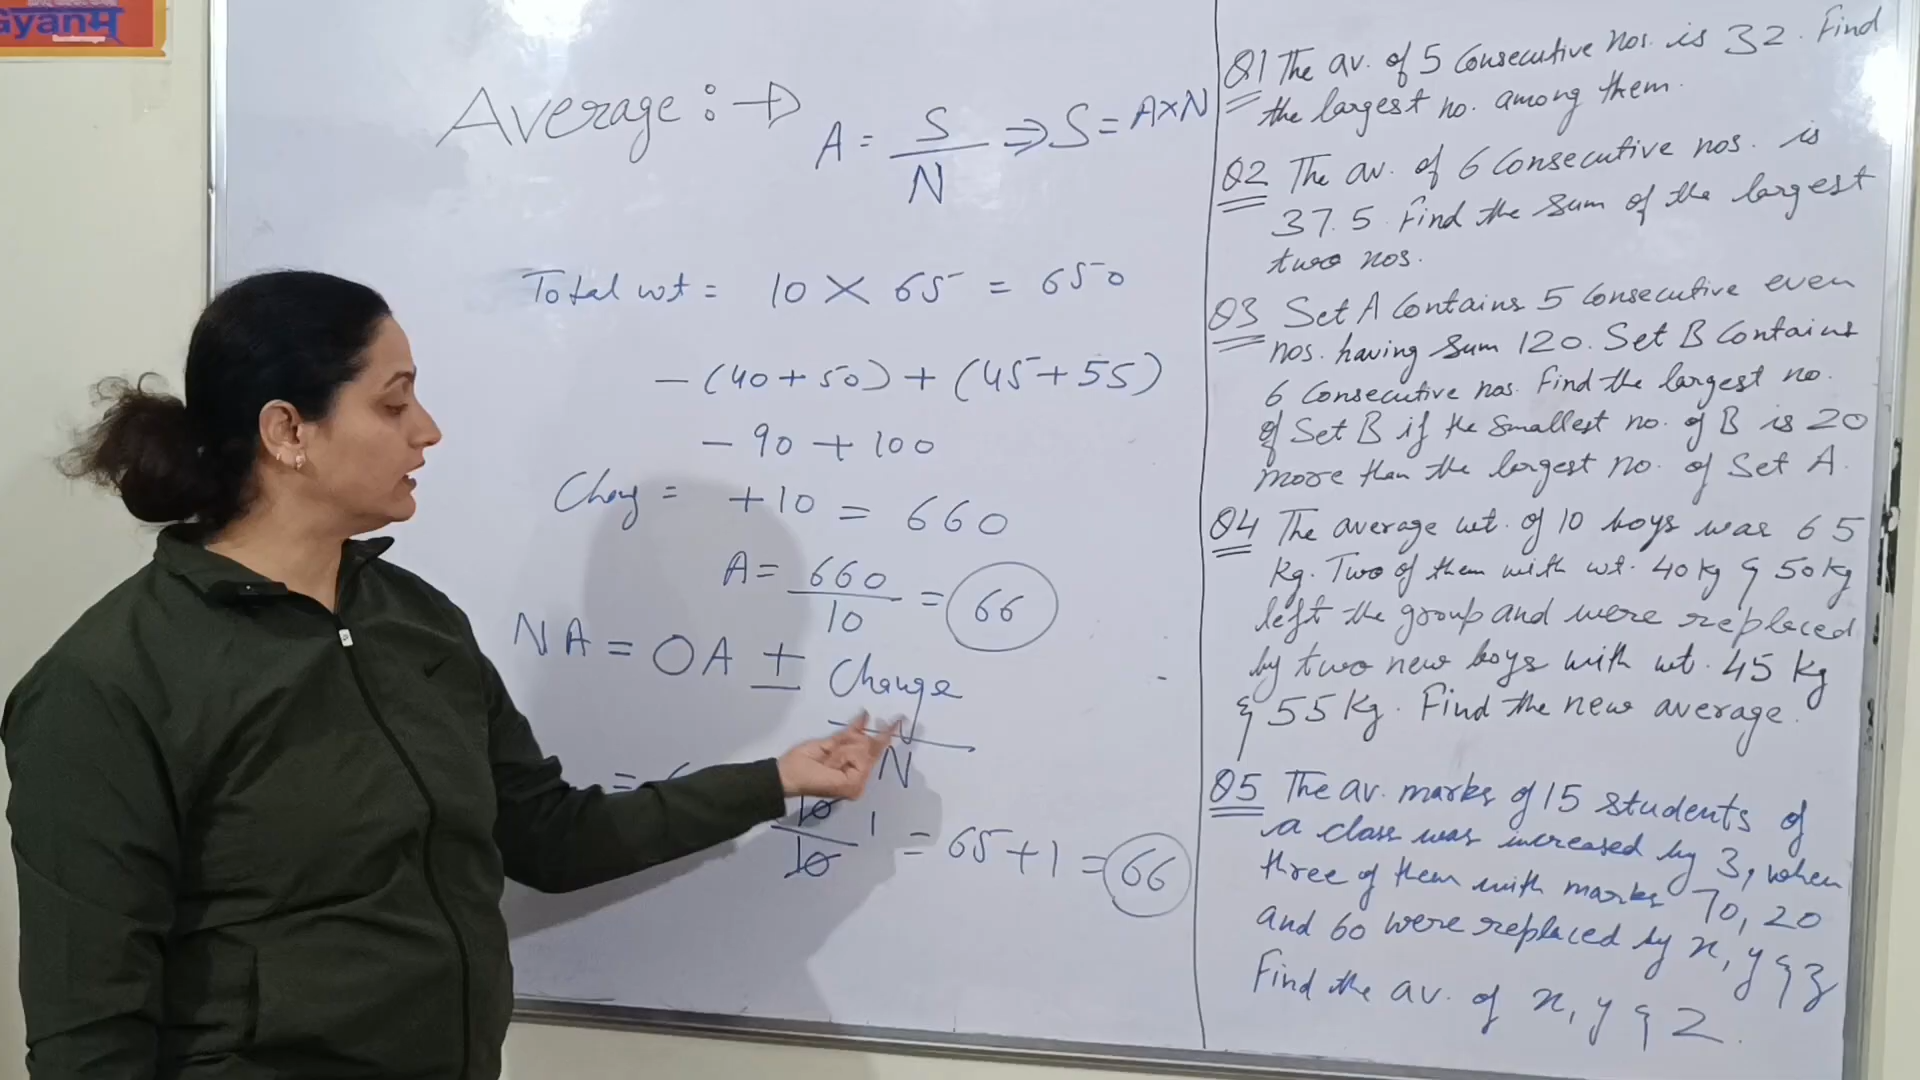 Gyanम्
Average :→
A = S/N ⇒ S = A×N
Total wt = 10 × 65 = 650
-(40+50) + (45+55)
- 90 + 100
= +10 = 660
A = 660/10 = 66
NA = OA ± Change/N
=
10/10 1 = 65+1 = 66
Q1 The av. of 5 Consecutive nos. is 32. Find
the largest no. among them.
Q2 The av. of 6 Consecutive nos. is
37.5. Find the sum of the largest
two nos.
Q3 Set A Contains 5 Consecutive even
nos. having sum 120. Set B Contains
6 Consecutive nos. Find the largest no.
of Set B if the smallest no. of B is 20
more than the largest no. of Set A.
Q4 The average wt. of 10 boys was 65
kg. Two of them with wt. 40kg & 50kg
left the group and were replaced
by two new boys with wt. 45 kg
& 55 kg. Find the new average.
Q5 The av. marks of 15 students of
a class was increased by 3, when
three of them with marks 70, 20
and 60 were replaced by x, y & z
Find the av. of x, y & z.